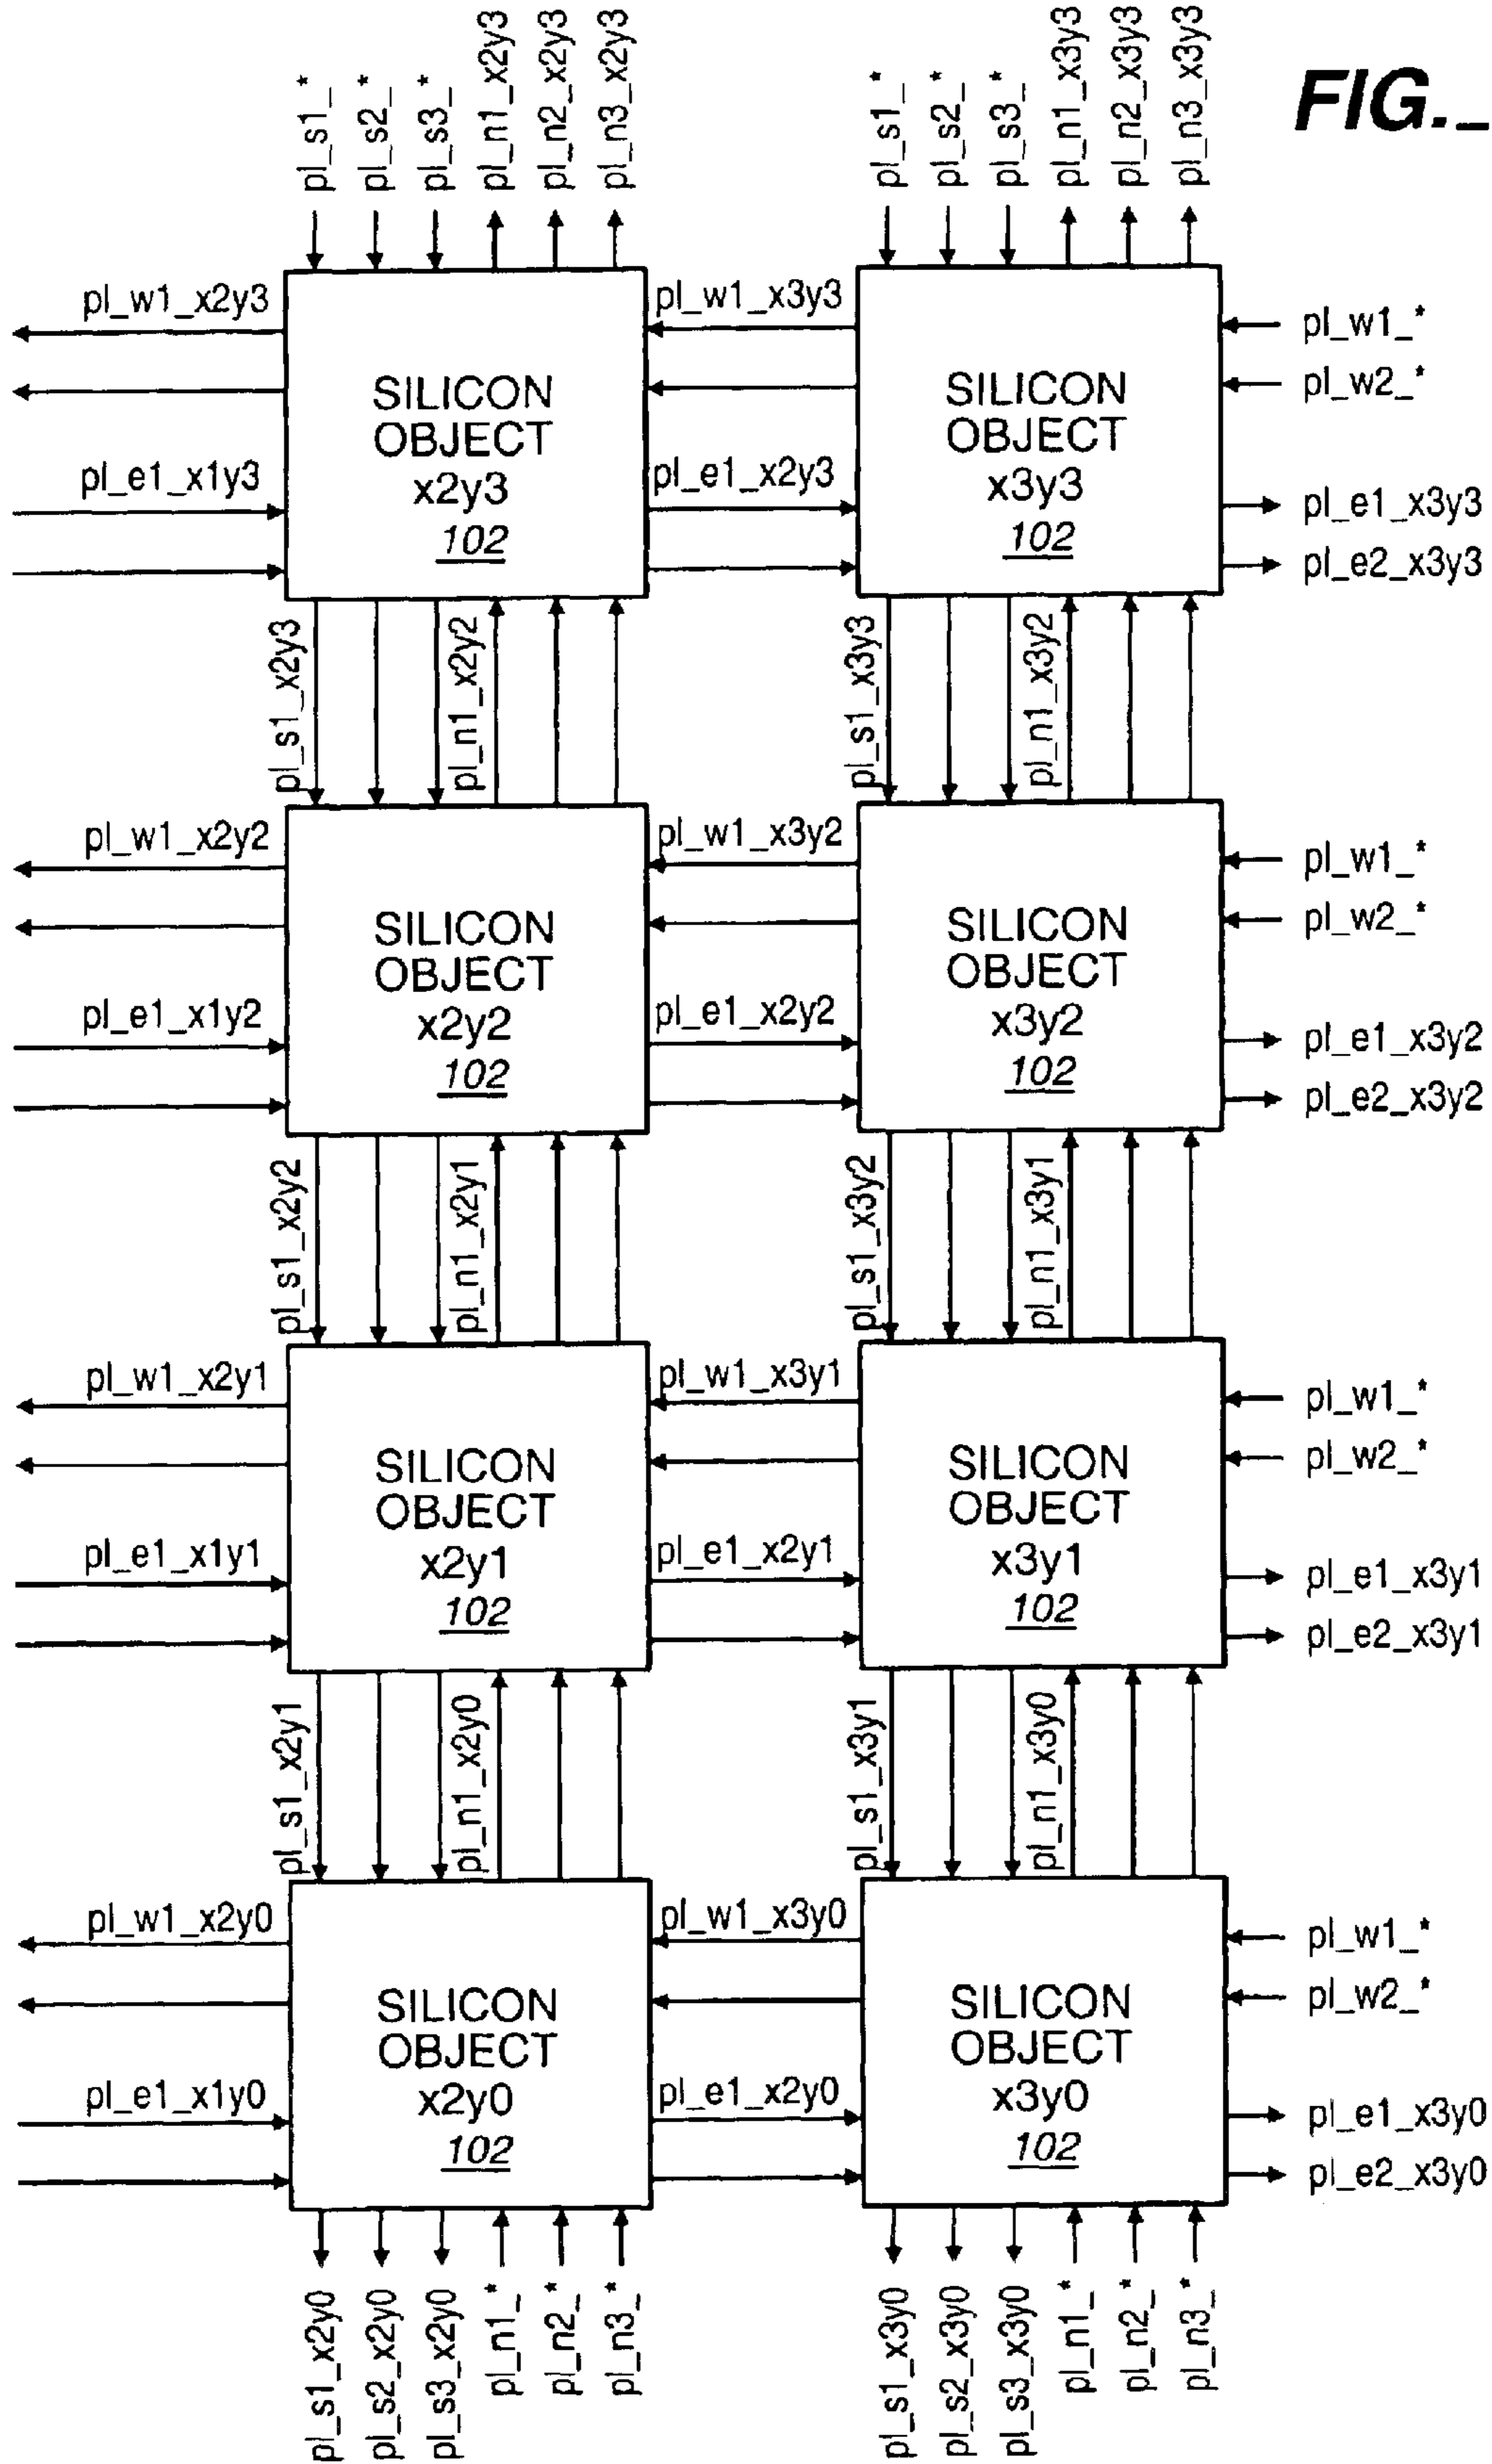 FIG._
pl_s1_*
pl_s2_*
pl_s3_*
pl_n1_x2y3
pl_n2_x2y3
pl_n3_x2y3
pl_s1_*
pl_s2_*
pl_s3_*
pl_n1_x3y3
pl_n2_x3y3
pl_n3_x3y3
pl_w1_x2y3
pl_e1_x1y3
SILICON
OBJECT
x2y3
102
pl_w1_x3y3
pl_e1_x2y3
SILICON
OBJECT
x3y3
102
pl_w1_*
pl_w2_*
pl_e1_x3y3
pl_e2_x3y3
pl_s1_x2y3
pl_n1_x2y2
pl_s1_x3y3
pl_n1_x3y2
pl_w1_x2y2
pl_e1_x1y2
SILICON
OBJECT
x2y2
102
pl_w1_x3y2
pl_e1_x2y2
SILICON
OBJECT
x3y2
102
pl_w1_*
pl_w2_*
pl_e1_x3y2
pl_e2_x3y2
pl_s1_x2y2
pl_n1_x2y1
pl_s1_x3y2
pl_n1_x3y1
pl_w1_x2y1
pl_e1_x1y1
SILICON
OBJECT
x2y1
102
pl_w1_x3y1
pl_e1_x2y1
SILICON
OBJECT
x3y1
102
pl_w1_*
pl_w2_*
pl_e1_x3y1
pl_e2_x3y1
pl_s1_x2y1
pl_n1_x2y0
pl_s1_x3y1
pl_n1_x3y0
pl_w1_x2y0
pl_e1_x1y0
SILICON
OBJECT
x2y0
102
pl_w1_x3y0
pl_e1_x2y0
SILICON
OBJECT
x3y0
102
pl_w1_*
pl_w2_*
pl_e1_x3y0
pl_e2_x3y0
pl_s1_x2y0
pl_s2_x2y0
pl_s3_x2y0
pl_n1_*
pl_n2_*
pl_n3_*
pl_s1_x3y0
pl_s2_x3y0
pl_s3_x3y0
pl_n1_*
pl_n2_*
pl_n3_*